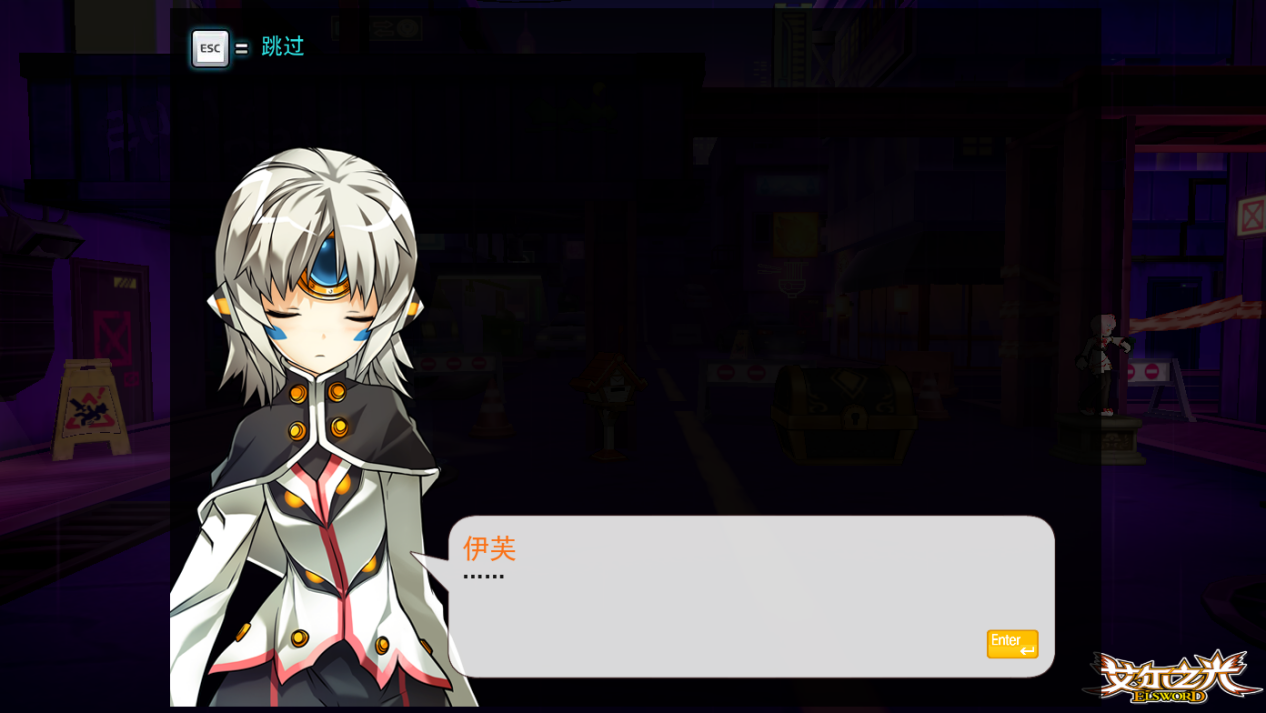 ESC = 跳过
伊芙
......
Enter
艾尔之光
ELSWORD